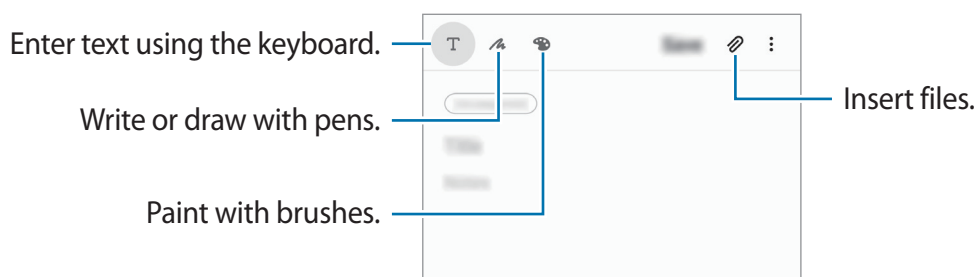 Enter text using the keyboard.
T
Write or draw with pens.
Insert files.
Paint with brushes.